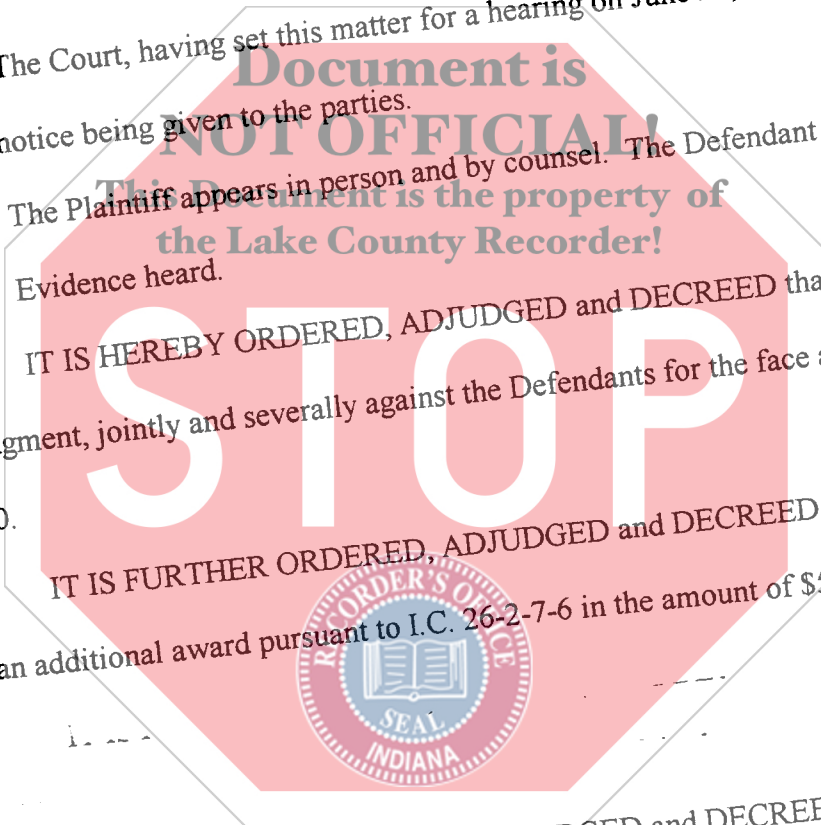 The Court, having set this matter for a hearing on June
Document is
notice being given to the parties.
NOT OFFICIAL!
The Plaintiff appears in person and by counsel. The Defendant
This Document is the property of
the Lake County Recorder!
Evidence heard.
IT IS HEREBY ORDERED, ADJUDGED and DECREED tha
gment, jointly and severally against the Defendants for the face a
STOP
0.
IT IS FURTHER ORDERED, ADJUDGED and DECREED
an additional award pursuant to I.C. 26-2-7-6 in the amount of $
RECORDER'S OFFICE
SEAL
INDIANA
GED and DECREE